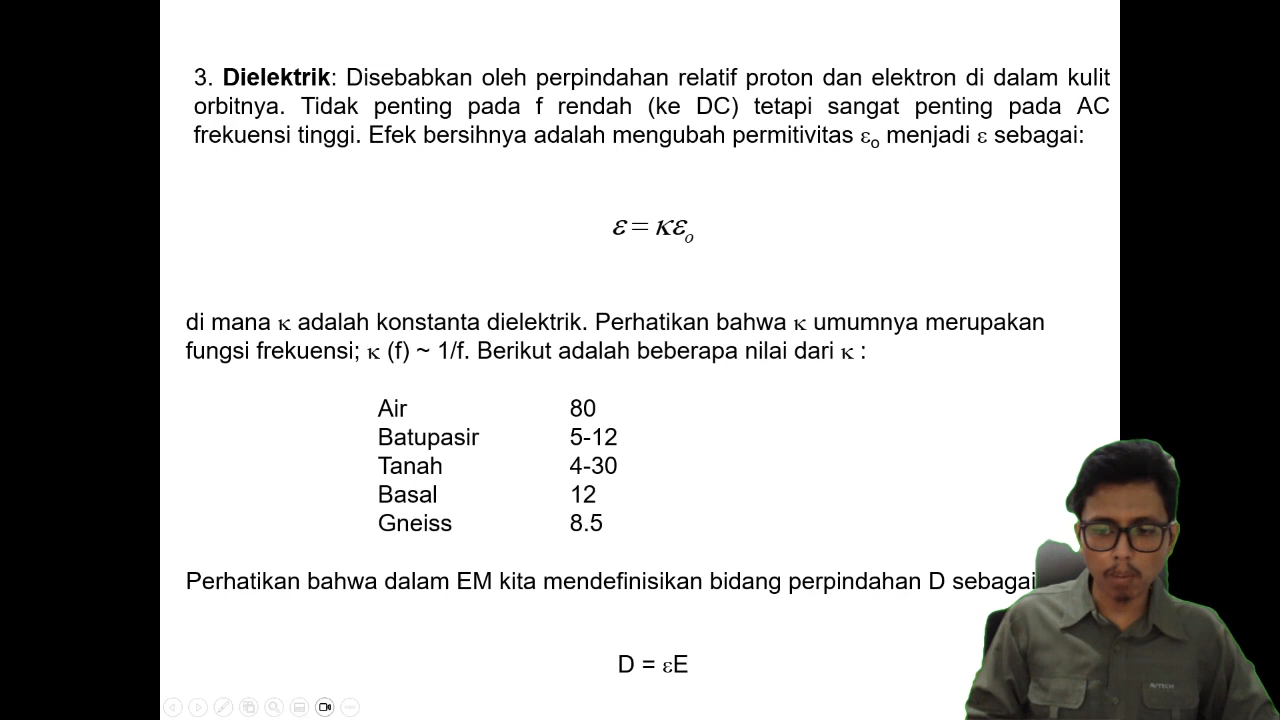 3. Dielektrik: Disebabkan oleh perpindahan relatif proton dan elektron di dalam kulit
orbitnya. Tidak penting pada f rendah (ke DC) tetapi sangat penting pada AC
frekuensi tinggi. Efek bersihnya adalah mengubah permitivitas εo menjadi ε sebagai:
ε = κεo
di mana κ adalah konstanta dielektrik. Perhatikan bahwa κ umumnya merupakan
fungsi frekuensi; κ (f) ~ 1/f. Berikut adalah beberapa nilai dari κ :
Air 80
Batupasir 5-12
Tanah 4-30
Basal 12
Gneiss 8.5
Perhatikan bahwa dalam EM kita mendefinisikan bidang perpindahan D sebagai
D = εE